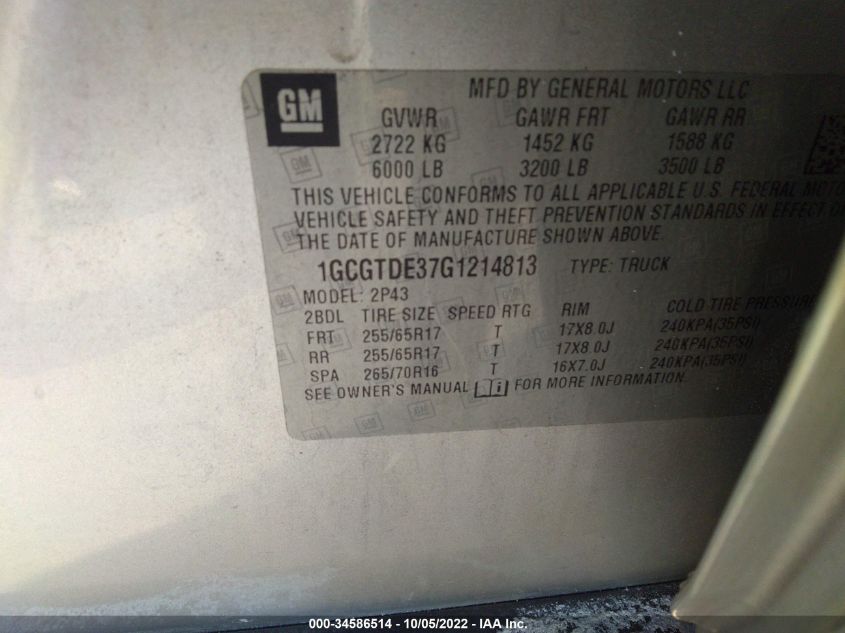 GM
MFD BY GENERAL MOTORS LLC
GVWR GAWR FRT GAWR RR
2722 KG 1452 KG 1588 KG
6000 LB 3200 LB 3500 LB
THIS VEHICLE CONFORMS TO ALL APPLICABLE U.S. FEDERAL MOTO
VEHICLE SAFETY AND THEFT PREVENTION STANDARDS IN EFFECT O
THE DATE OF MANUFACTURE SHOWN ABOVE.
1GCGTDE37G1214813 TYPE: TRUCK
MODEL: 2P43
2BDL TIRE SIZE SPEED RTG RIM COLD TIRE PRESSURE
FRT 255/65R17 T 17X8.0J 240KPA(35PSI)
RR 255/65R17 T 17X8.0J 240KPA(35PSI)
SPA 265/70R16 T 16X7.0J 240KPA(35PSI)
SEE OWNER'S MANUAL FOR MORE INFORMATION
000-34586514 - 10/05/2022 - IAA Inc.